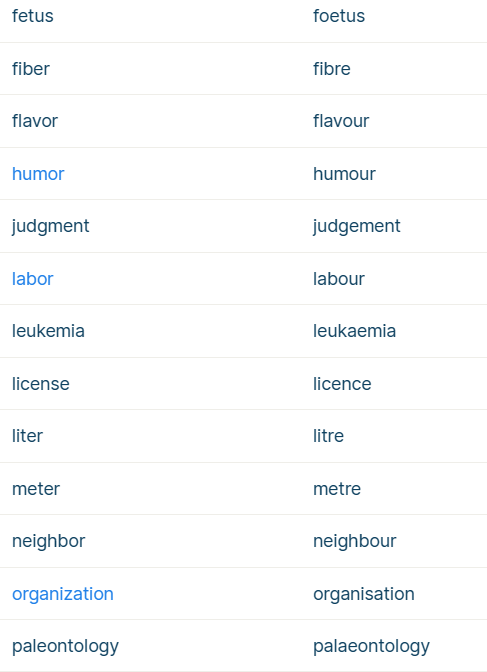 fetus foetus
fiber fibre
flavor flavour
humor humour
judgment judgement
labor labour
leukemia leukaemia
license licence
liter litre
meter metre
neighbor neighbour
organization organisation
paleontology palaeontology